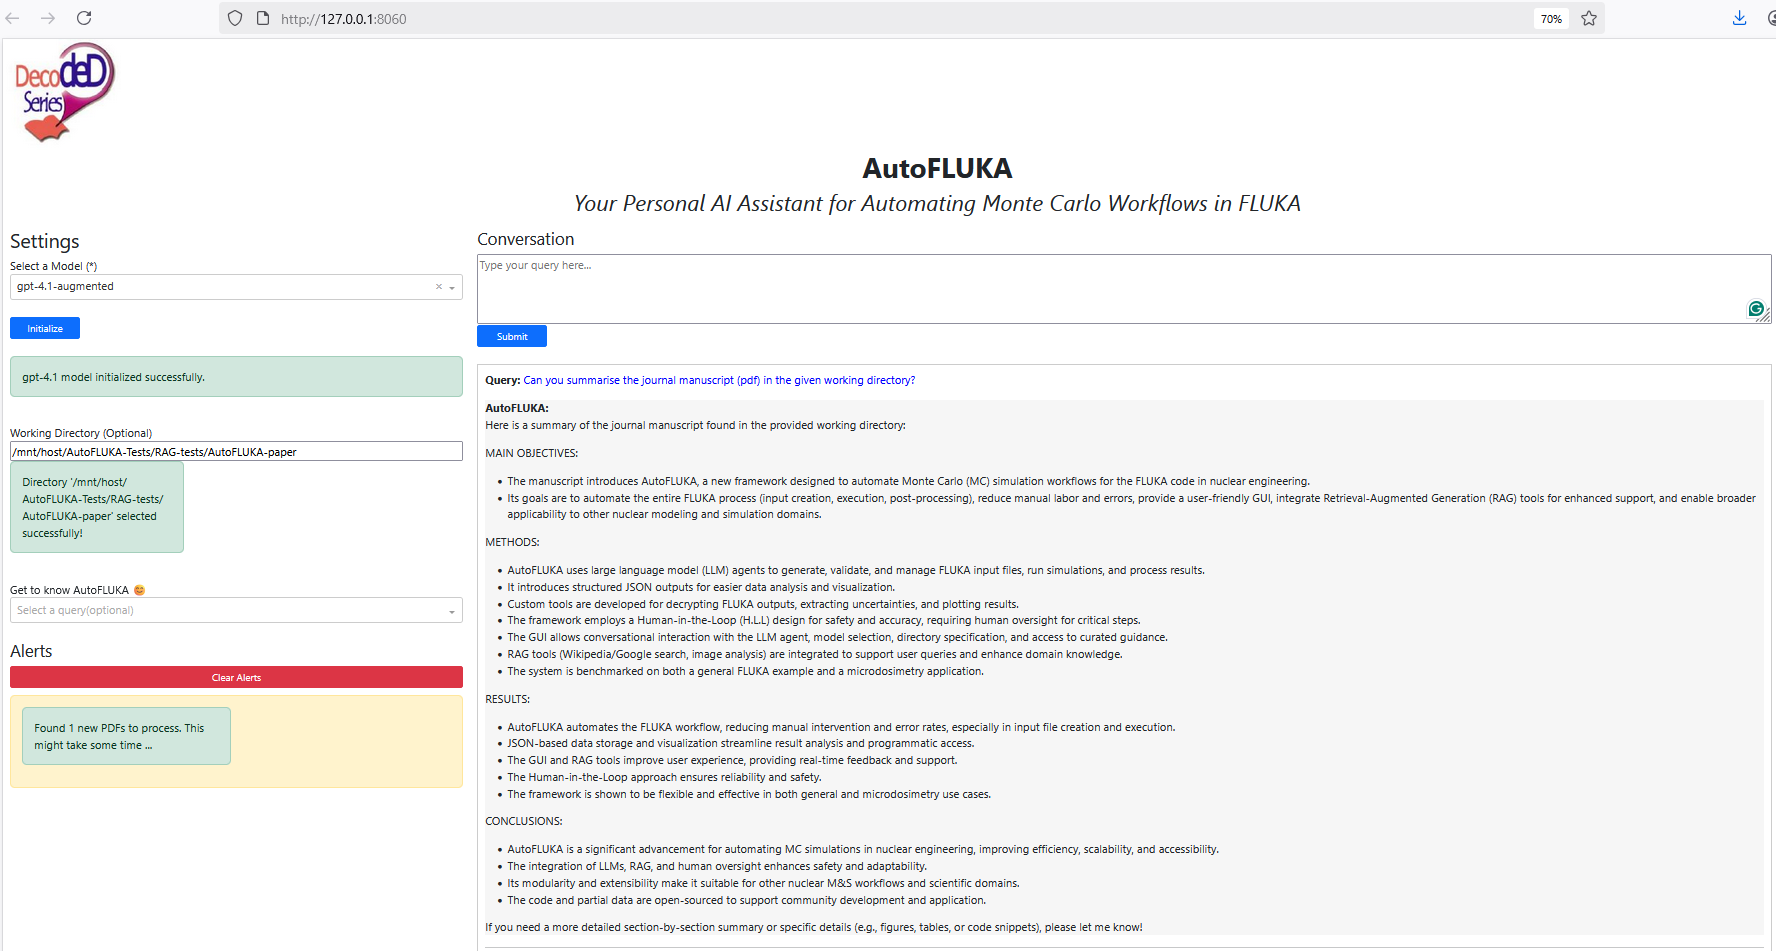 http://127.0.0.1:8060
70%
DecodeD
Series
AutoFLUKA
Your Personal AI Assistant for Automating Monte Carlo Workflows in FLUKA
Settings
Select a Model (*)
gpt-4.1-augmented
×
Initialize
gpt-4.1 model initialized successfully.
Working Directory (Optional)
/mnt/host/AutoFLUKA-Tests/RAG-tests/AutoFLUKA-paper
Directory '/mnt/host/
AutoFLUKA-Tests/RAG-tests/
AutoFLUKA-paper' selected
successfully!
Get to know AutoFLUKA 😊
Select a query(optional)
Alerts
Clear Alerts
Found 1 new PDFs to process. This
might take some time ...
Conversation
Type your query here...
Submit
Query: Can you summarise the journal manuscript (pdf) in the given working directory?
AutoFLUKA:
Here is a summary of the journal manuscript found in the provided working directory:
MAIN OBJECTIVES:
• The manuscript introduces AutoFLUKA, a new framework designed to automate Monte Carlo (MC) simulation workflows for the FLUKA code in nuclear engineering.
• Its goals are to automate the entire FLUKA process (input creation, execution, post-processing), reduce manual labor and errors, provide a user-friendly GUI, integrate Retrieval-Augmented Generation (RAG) tools for enhanced support, and enable broader
applicability to other nuclear modeling and simulation domains.
METHODS:
• AutoFLUKA uses large language model (LLM) agents to generate, validate, and manage FLUKA input files, run simulations, and process results.
• It introduces structured JSON outputs for easier data analysis and visualization.
• Custom tools are developed for decrypting FLUKA outputs, extracting uncertainties, and plotting results.
• The framework employs a Human-in-the-Loop (H.L.L) design for safety and accuracy, requiring human oversight for critical steps.
• The GUI allows conversational interaction with the LLM agent, model selection, directory specification, and access to curated guidance.
• RAG tools (Wikipedia/Google search, image analysis) are integrated to support user queries and enhance domain knowledge.
• The system is benchmarked on both a general FLUKA example and a microdosimetry application.
RESULTS:
• AutoFLUKA automates the FLUKA workflow, reducing manual intervention and error rates, especially in input file creation and execution.
• JSON-based data storage and visualization streamline result analysis and programmatic access.
• The GUI and RAG tools improve user experience, providing real-time feedback and support.
• The Human-in-the-Loop approach ensures reliability and safety.
• The framework is shown to be flexible and effective in both general and microdosimetry use cases.
CONCLUSIONS:
• AutoFLUKA is a significant advancement for automating MC simulations in nuclear engineering, improving efficiency, scalability, and accessibility.
• The integration of LLMs, RAG, and human oversight enhances safety and adaptability.
• Its modularity and extensibility make it suitable for other nuclear M&S workflows and scientific domains.
• The code and partial data are open-sourced to support community development and application.
If you need a more detailed section-by-section summary or specific details (e.g., figures, tables, or code snippets), please let me know!